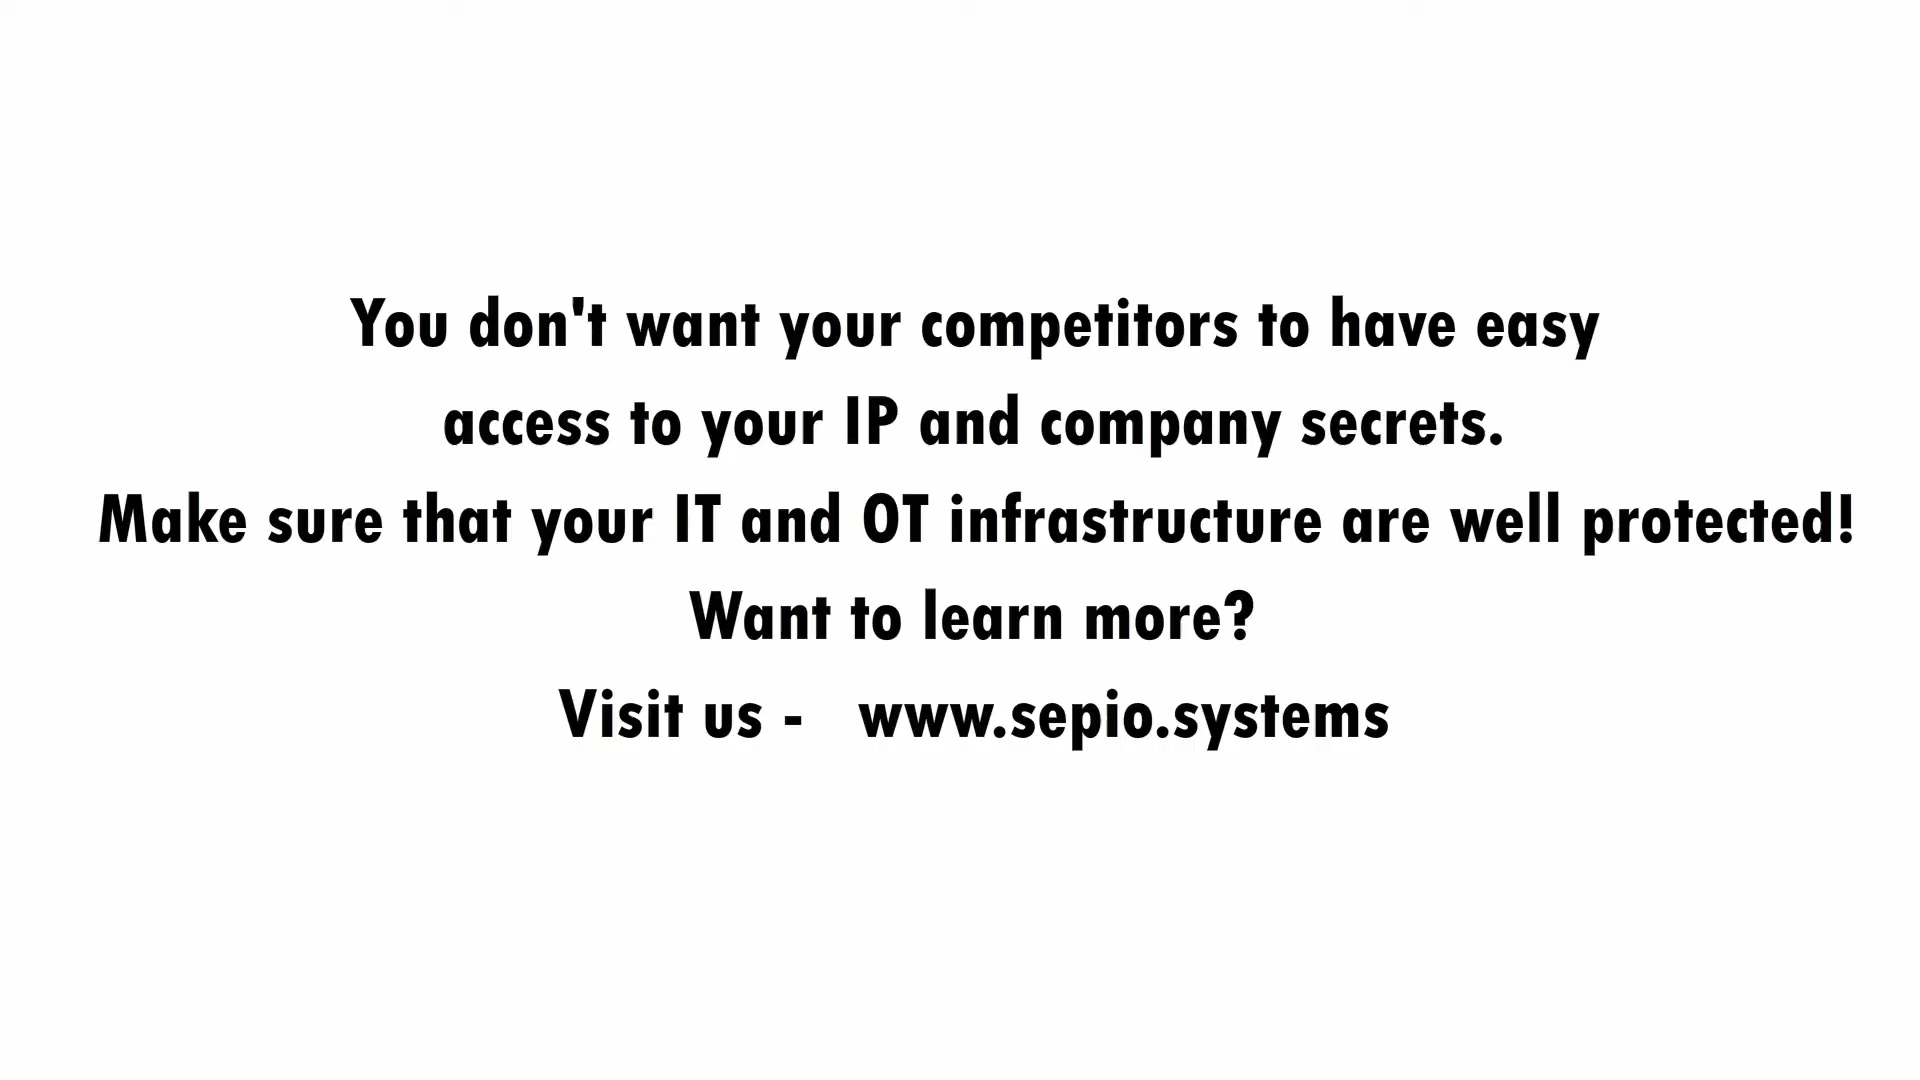 You don't want your competitors to have easy
access to your IP and company secrets.
Make sure that your IT and OT infrastructure are well protected!
Want to learn more?
Visit us -   www.sepio.systems